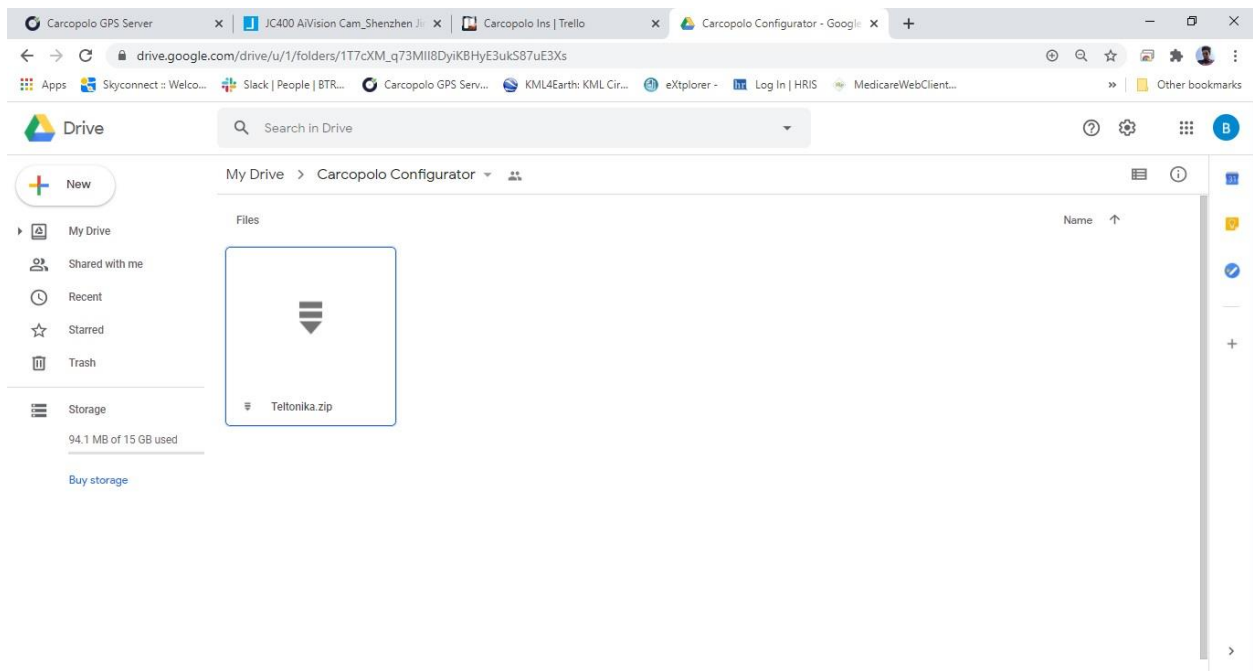 Carcopolo GPS Server
JC400 AiVision Cam_Shenzhen Ji
Carcopolo Ins | Trello
Carcopolo Configurator - Google
drive.google.com/drive/u/1/folders/1T7cXM_q73MII8DyiKBHyE3ukS87uE3Xs
Apps Skyconnect :: Welco... Slack | People | BTR... Carcopolo GPS Serv... KML4Earth: KML Cir... eXtplorer - Log In | HRIS MedicareWebClient... » Other bookmarks
Drive
Search in Drive
B
New
My Drive > Carcopolo Configurator
Files
Name
My Drive
Shared with me
Recent
Starred
Trash
Storage
94.1 MB of 15 GB used
Buy storage
Teltonika.zip
31